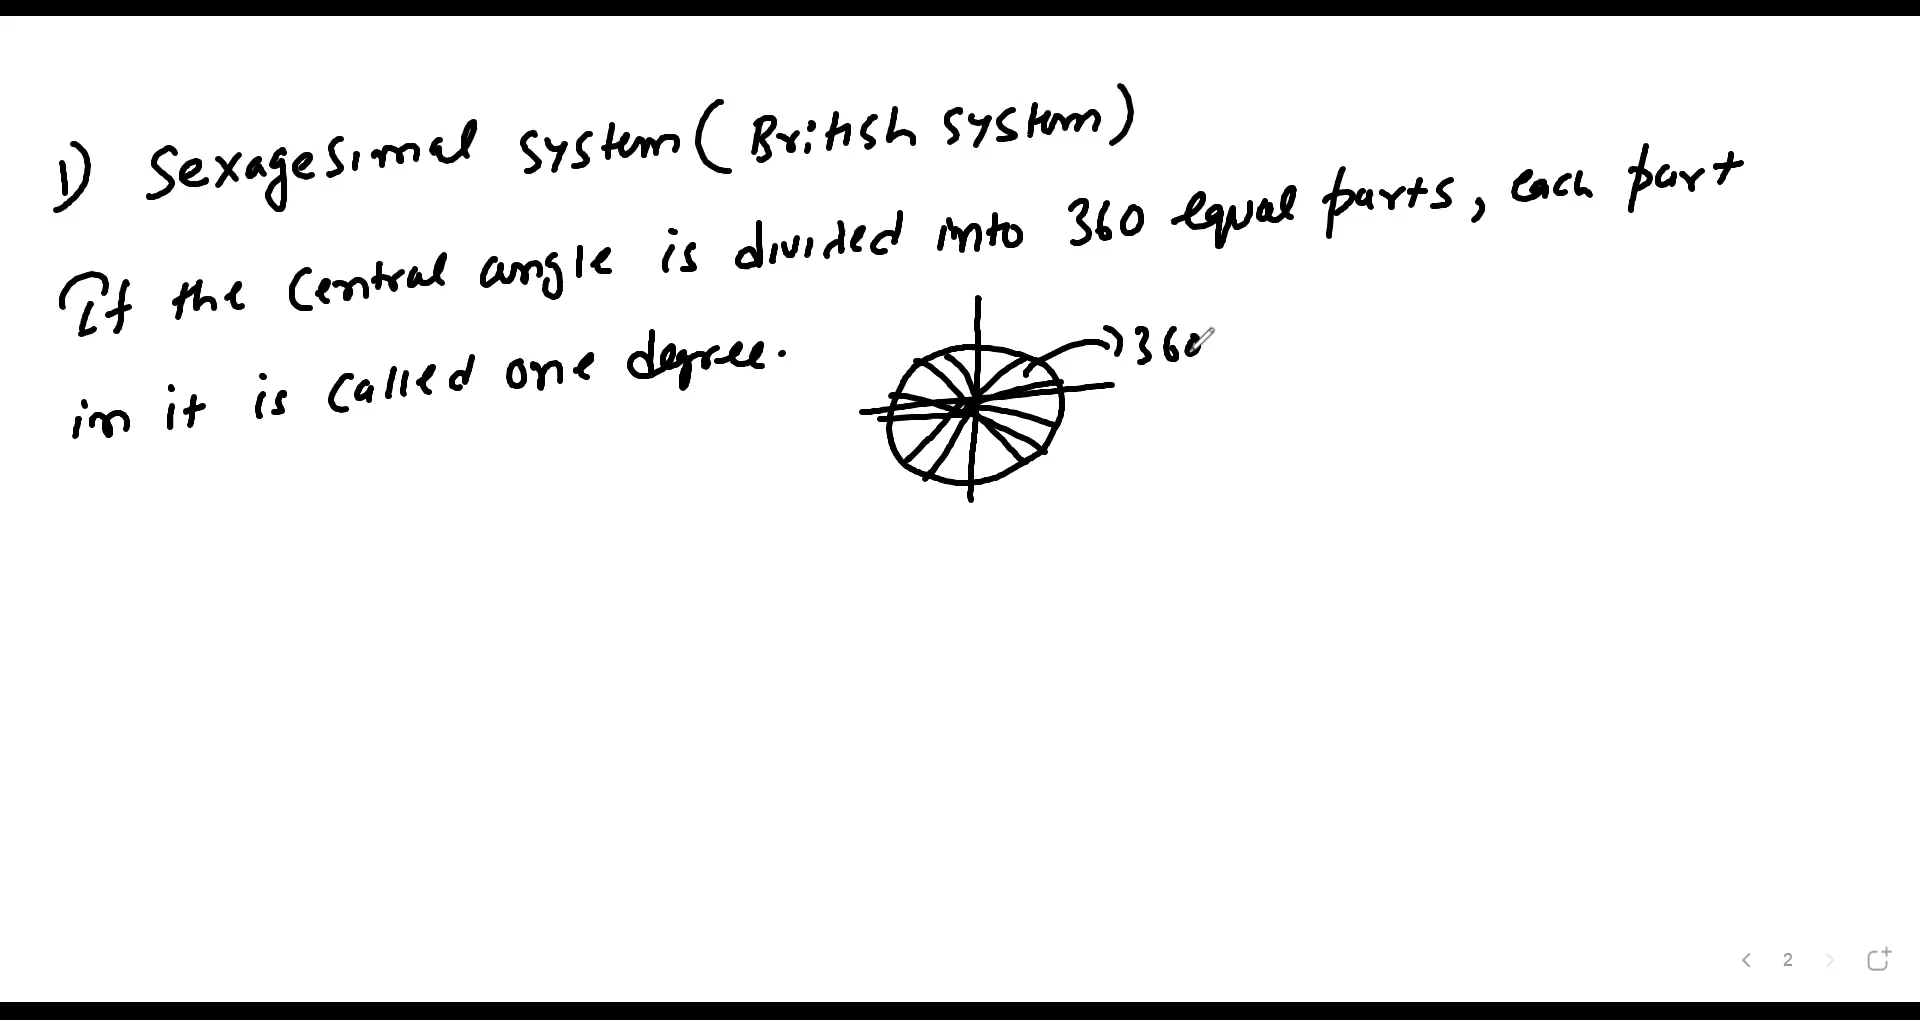 1) Sexagesimal system (British system)
If the central angle is divided into 360 equal parts, each part
in it is called one degree.
360
2